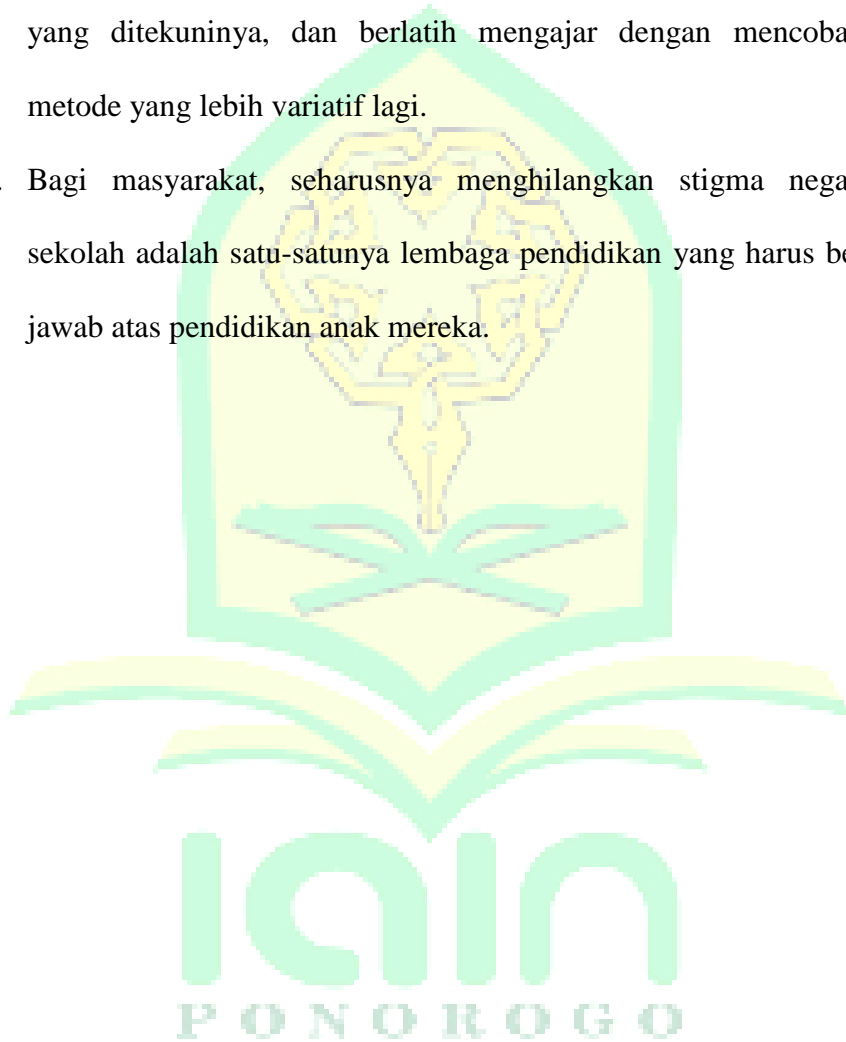 yang ditekuninya, dan berlatih mengajar dengan mencoba
metode yang lebih variatif lagi.
. Bagi masyarakat, seharusnya menghilangkan stigma nega
sekolah adalah satu-satunya lembaga pendidikan yang harus be
jawab atas pendidikan anak mereka.
iain
PONOROGO